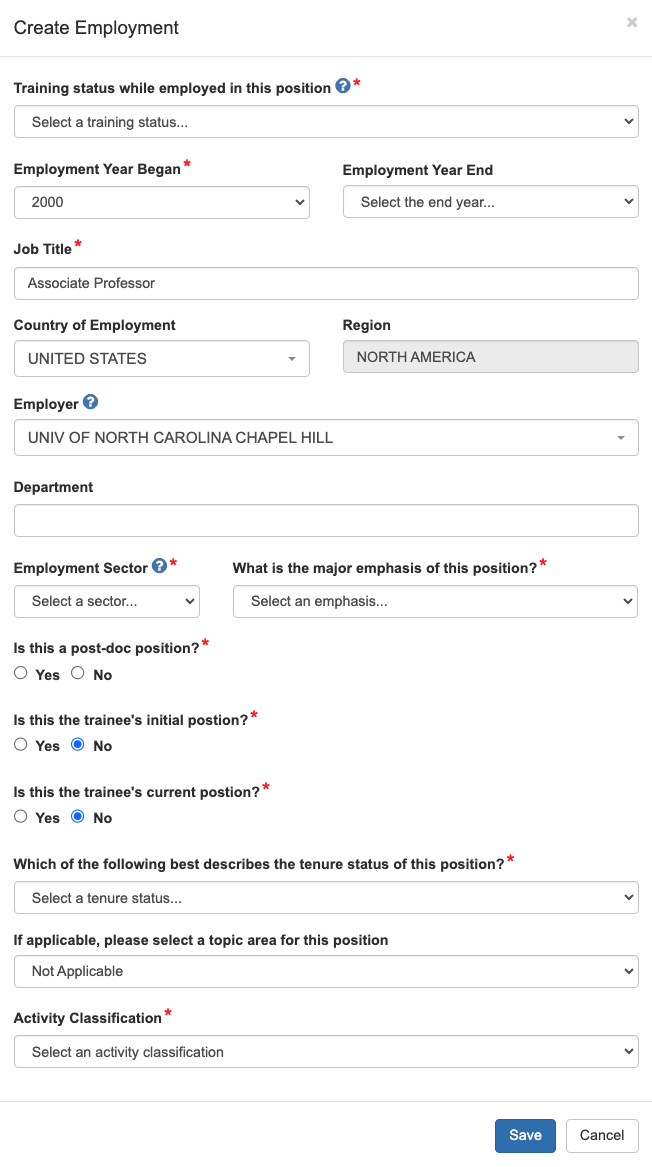 Create Employment ×
Training status while employed in this position ? *
Select a training status...
Employment Year Began * Employment Year End
2000 Select the end year...
Job Title *
Associate Professor
Country of Employment Region
UNITED STATES NORTH AMERICA
Employer ?
UNIV OF NORTH CAROLINA CHAPEL HILL
Department
Employment Sector ? * What is the major emphasis of this position? *
Select a sector... Select an emphasis...
Is this a post-doc position? *
Yes No
Is this the trainee's initial postion? *
Yes No
Is this the trainee's current postion? *
Yes No
Which of the following best describes the tenure status of this position? *
Select a tenure status...
If applicable, please select a topic area for this position
Not Applicable
Activity Classification *
Select an activity classification
Save Cancel